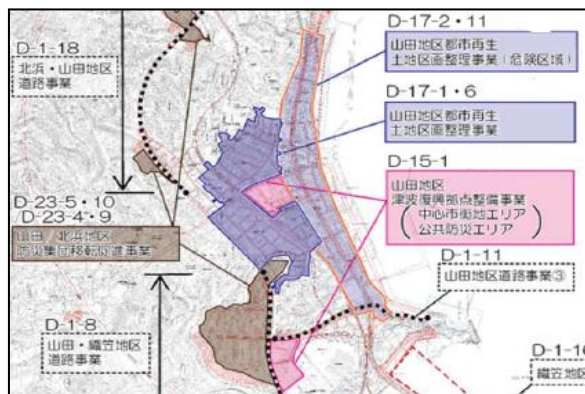 D-17-2・11
山田地区都市再生
土地区画整理事業(危険区域)
D-1-18
北浜・山田地区
道路事業
D-17-1・6
山田地区都市再生
土地区画整理事業
D-15-1
山田地区
津波復興拠点整備事業
(中心市街地エリア
公共防災エリア)
D-23-5・10
D-23-4・9
山田/北浜地区
防災集団移転促進事業
D-1-11
山田地区道路事業③
D-1-8
山田・織笠地区
道路事業
D-1-10
織笠地区